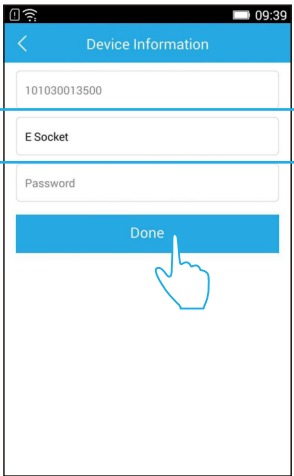 09:39
Device Information
101030013500
E Socket
Password
Done